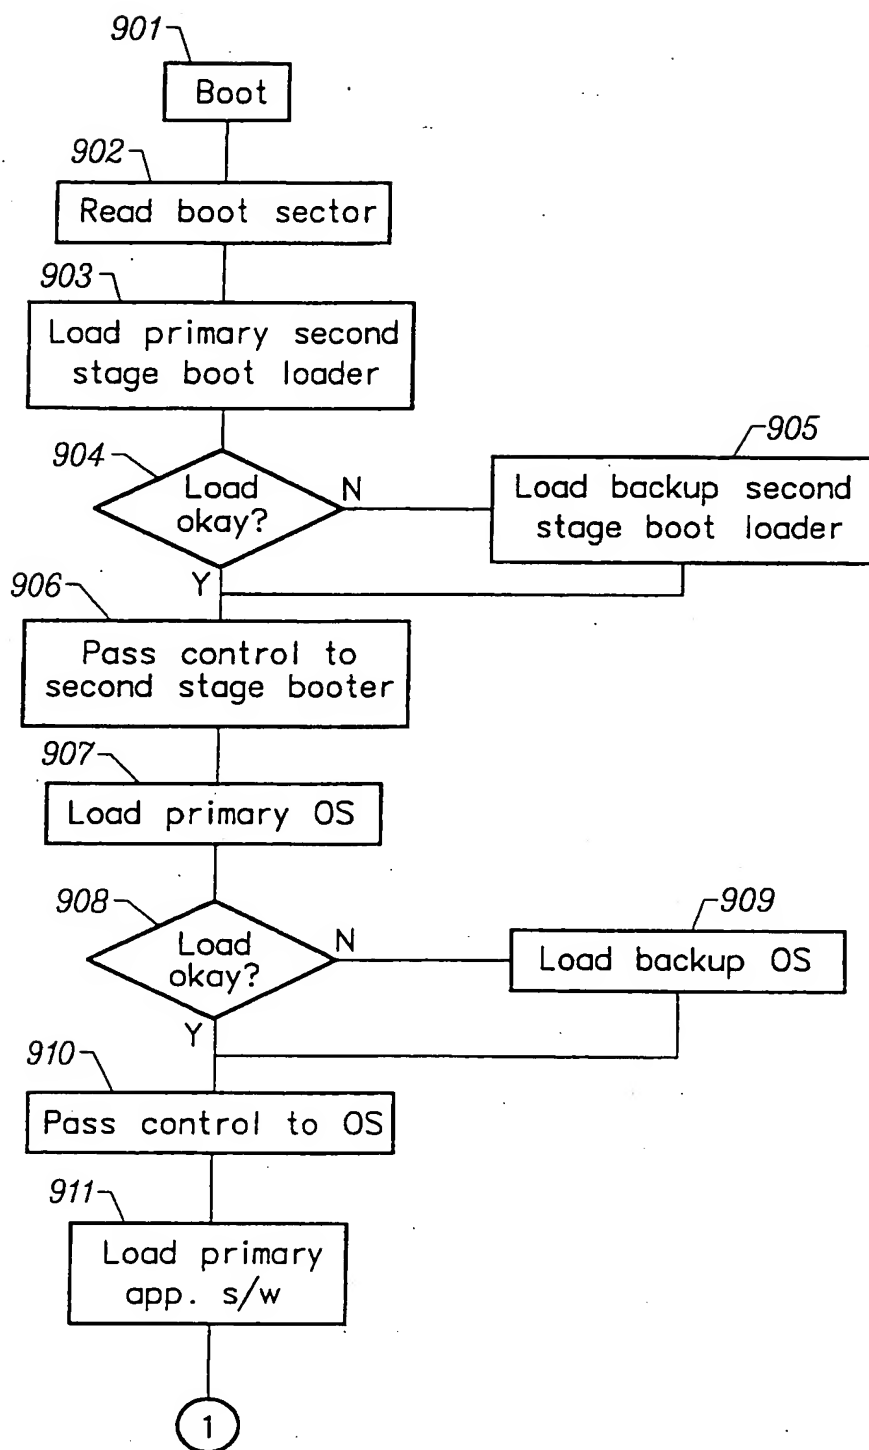 901
Boot
902
Read boot sector
903
Load primary second
stage boot loader
904
Load
okay?
N
Y
905
Load backup second
stage boot loader
906
Pass control to
second stage booter
907
Load primary OS
908
Load
okay?
N
Y
909
Load backup OS
910
Pass control to OS
911
Load primary
app. s/w
1